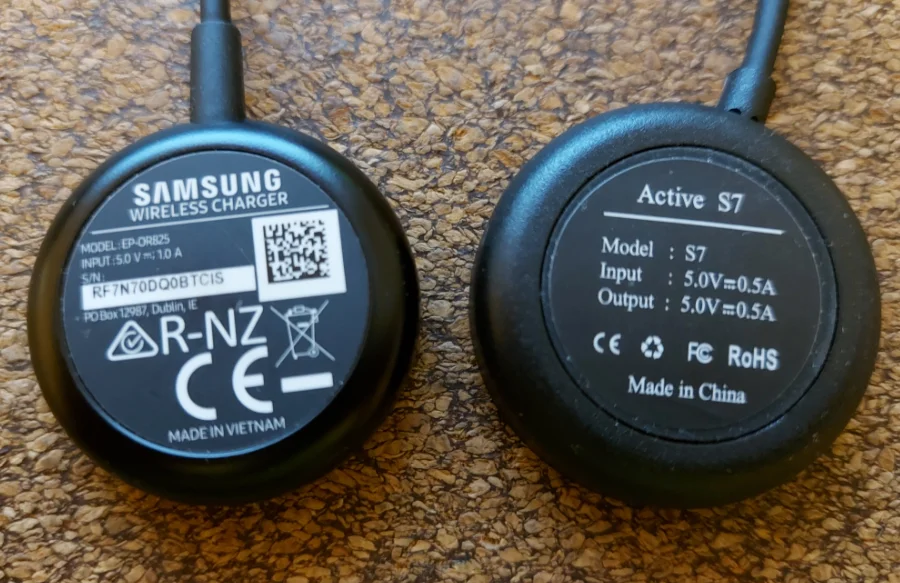 SAMSUNG
WIRELESS CHARGER
MODEL : EP-OR825
INPUT : 5.0 V ⎓; 1.0 A
S/N :
RF7N70DQ0BTCIS
PO Box 12987, Dublin, IE
R-NZ
CE
MADE IN VIETNAM
Active S7
Model : S7
Input : 5.0V⎓0.5A
Output : 5.0V⎓0.5A
CE FC RoHS
Made in China